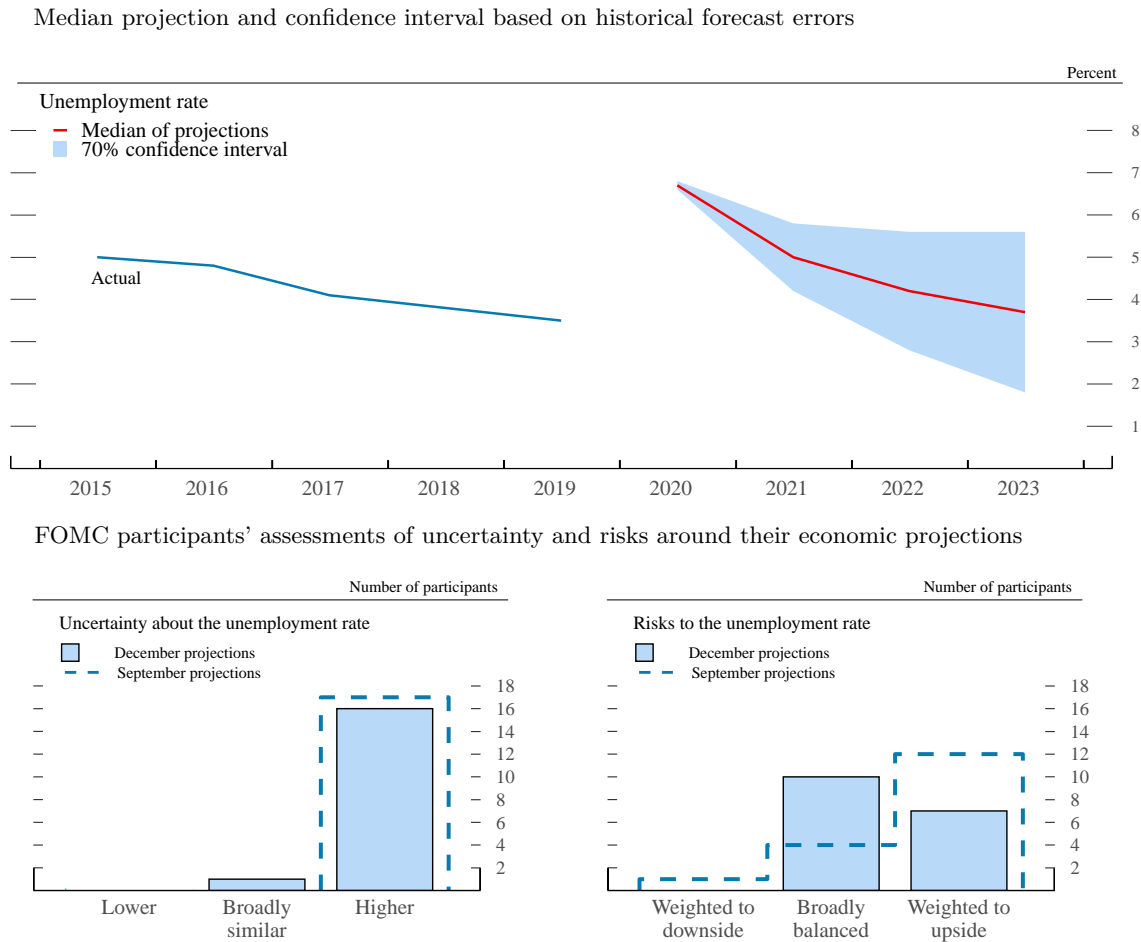 Median projection and confidence interval based on historical forecast errors
Percent
Unemployment rate
Median of projections
70% confidence interval
8
7
6
5
4
3
2
1
Actual
2015 2016 2017 2018 2019 2020 2021 2022 2023
FOMC participants’ assessments of uncertainty and risks around their economic projections
Number of participants
Uncertainty about the unemployment rate
December projections
September projections
18
16
14
12
10
8
6
4
2
Lower Broadly similar Higher
Number of participants
Risks to the unemployment rate
December projections
September projections
18
16
14
12
10
8
6
4
2
Weighted to downside Broadly balanced Weighted to upside